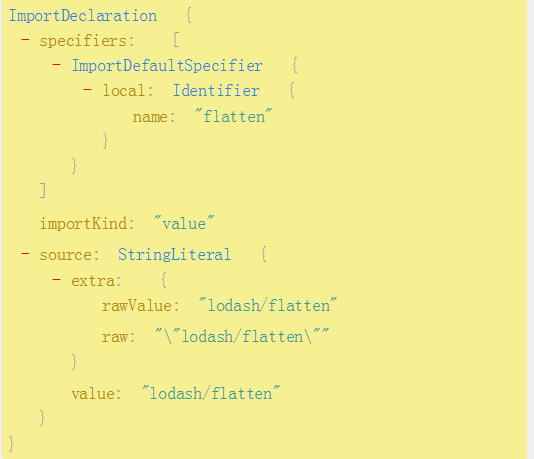 ImportDeclaration {
- specifiers: [
- ImportDefaultSpecifier {
- local: Identifier {
name: "flatten"
}
}
]
importKind: "value"
- source: StringLiteral {
- extra: {
rawValue: "lodash/flatten"
raw: "\"lodash/flatten\""
}
value: "lodash/flatten"
}
}